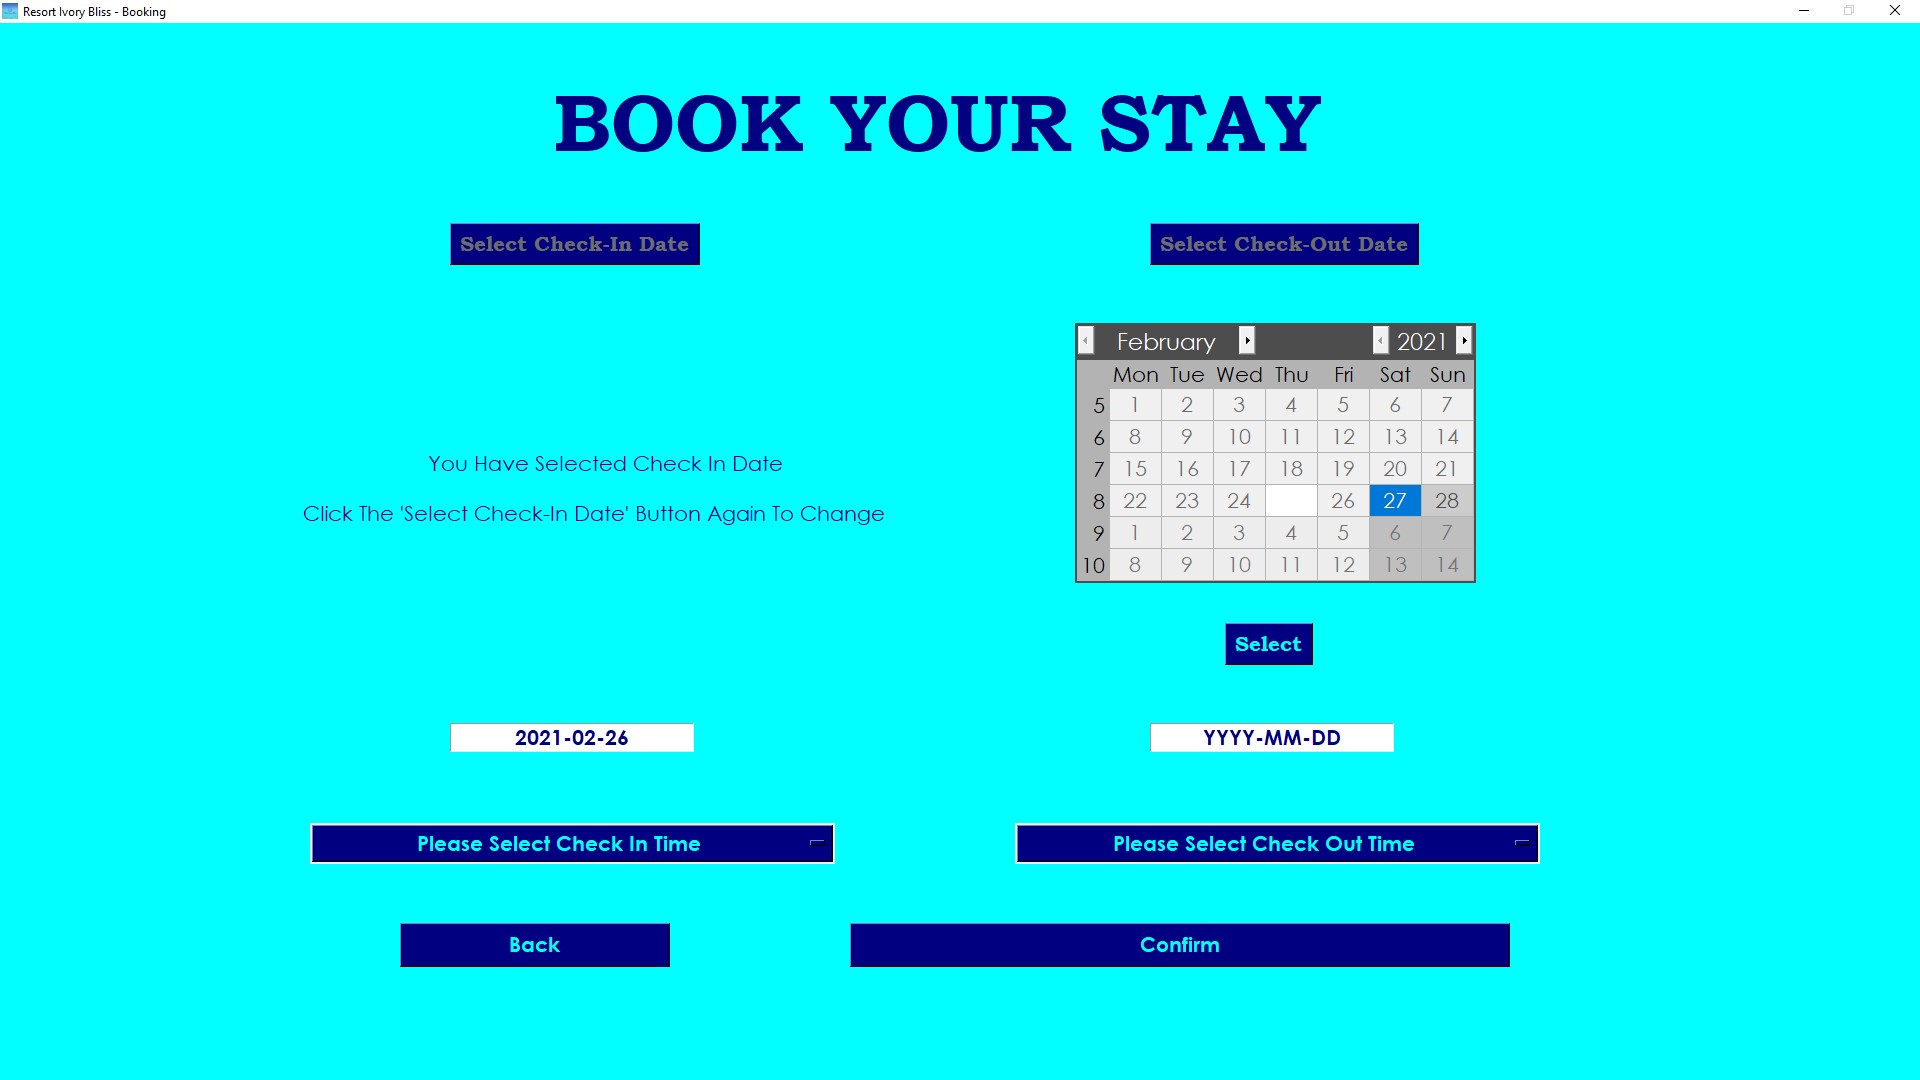 Resort Ivory Bliss - Booking
BOOK YOUR STAY
Select Check-In Date
Select Check-Out Date
You Have Selected Check In Date
Click The 'Select Check-In Date' Button Again To Change
February 2021
Mon Tue Wed Thu Fri Sat Sun
5 1 2 3 4 5 6 7
6 8 9 10 11 12 13 14
7 15 16 17 18 19 20 21
8 22 23 24 26 27 28
9 1 2 3 4 5 6 7
10 8 9 10 11 12 13 14
Select
2021-02-26
YYYY-MM-DD
Please Select Check In Time
Please Select Check Out Time
Back
Confirm